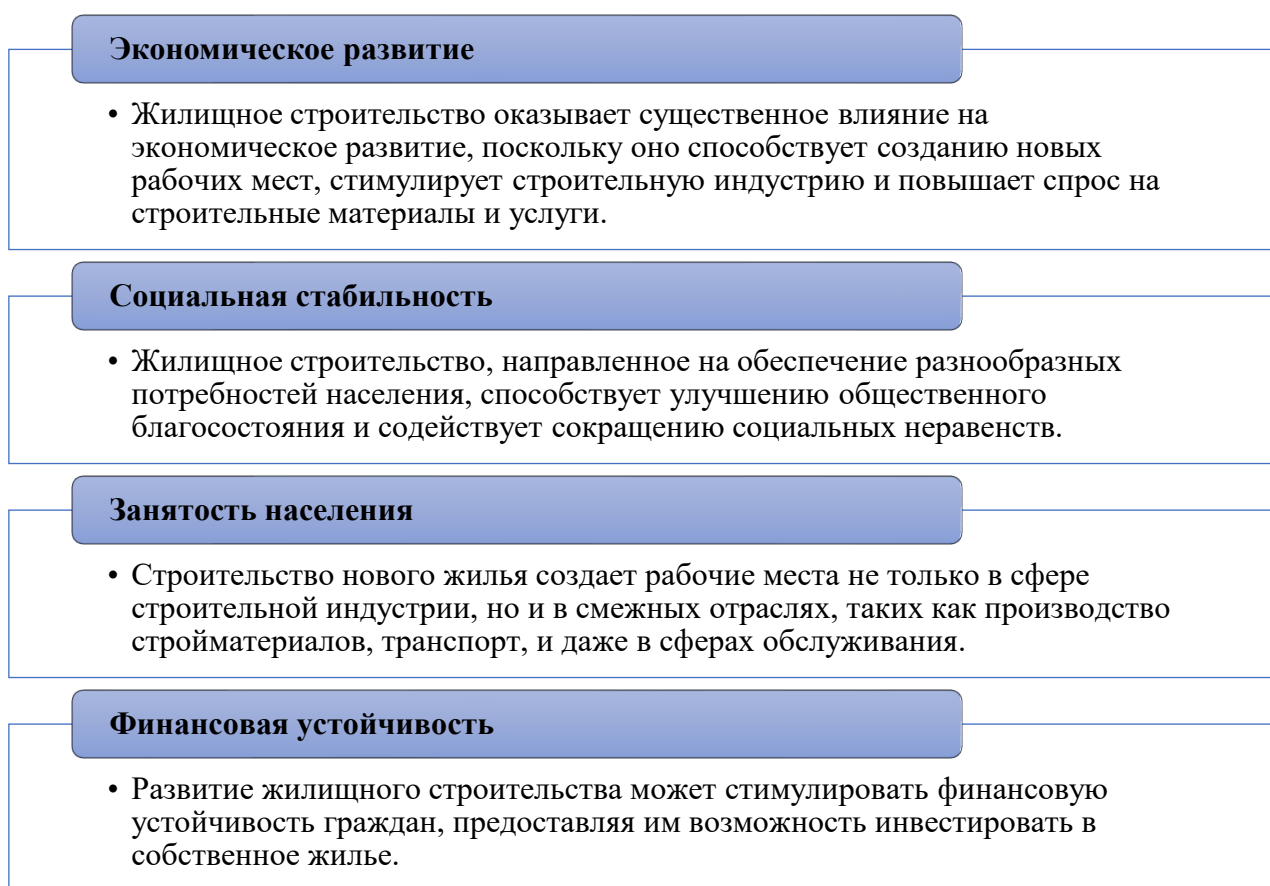 Экономическое развитие
• Жилищное строительство оказывает существенное влияние на
экономическое развитие, поскольку оно способствует созданию новых
рабочих мест, стимулирует строительную индустрию и повышает спрос на
строительные материалы и услуги.
Социальная стабильность
• Жилищное строительство, направленное на обеспечение разнообразных
потребностей населения, способствует улучшению общественного
благосостояния и содействует сокращению социальных неравенств.
Занятость населения
• Строительство нового жилья создает рабочие места не только в сфере
строительной индустрии, но и в смежных отраслях, таких как производство
стройматериалов, транспорт, и даже в сферах обслуживания.
Финансовая устойчивость
• Развитие жилищного строительства может стимулировать финансовую
устойчивость граждан, предоставляя им возможность инвестировать в
собственное жилье.